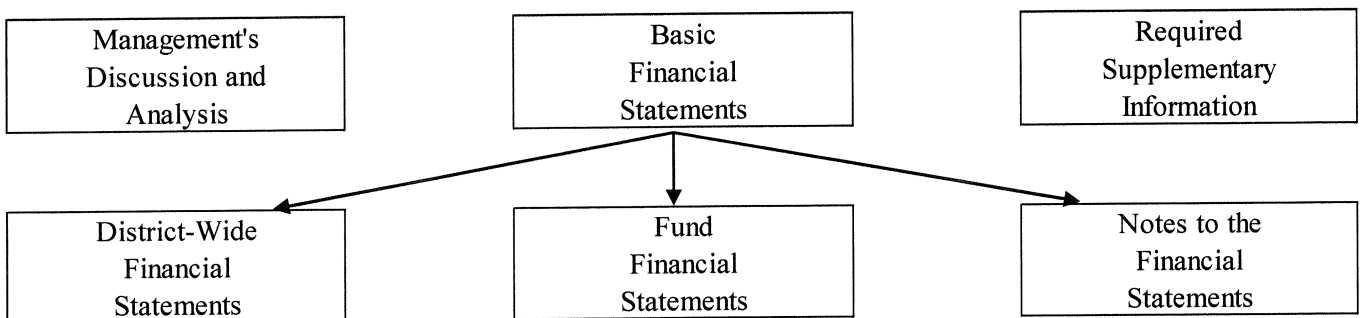 Management's
Discussion and
Analysis
Basic
Financial
Statements
Required
Supplementary
Information
District-Wide
Financial
Statements
Fund
Financial
Statements
Notes to the
Financial
Statements